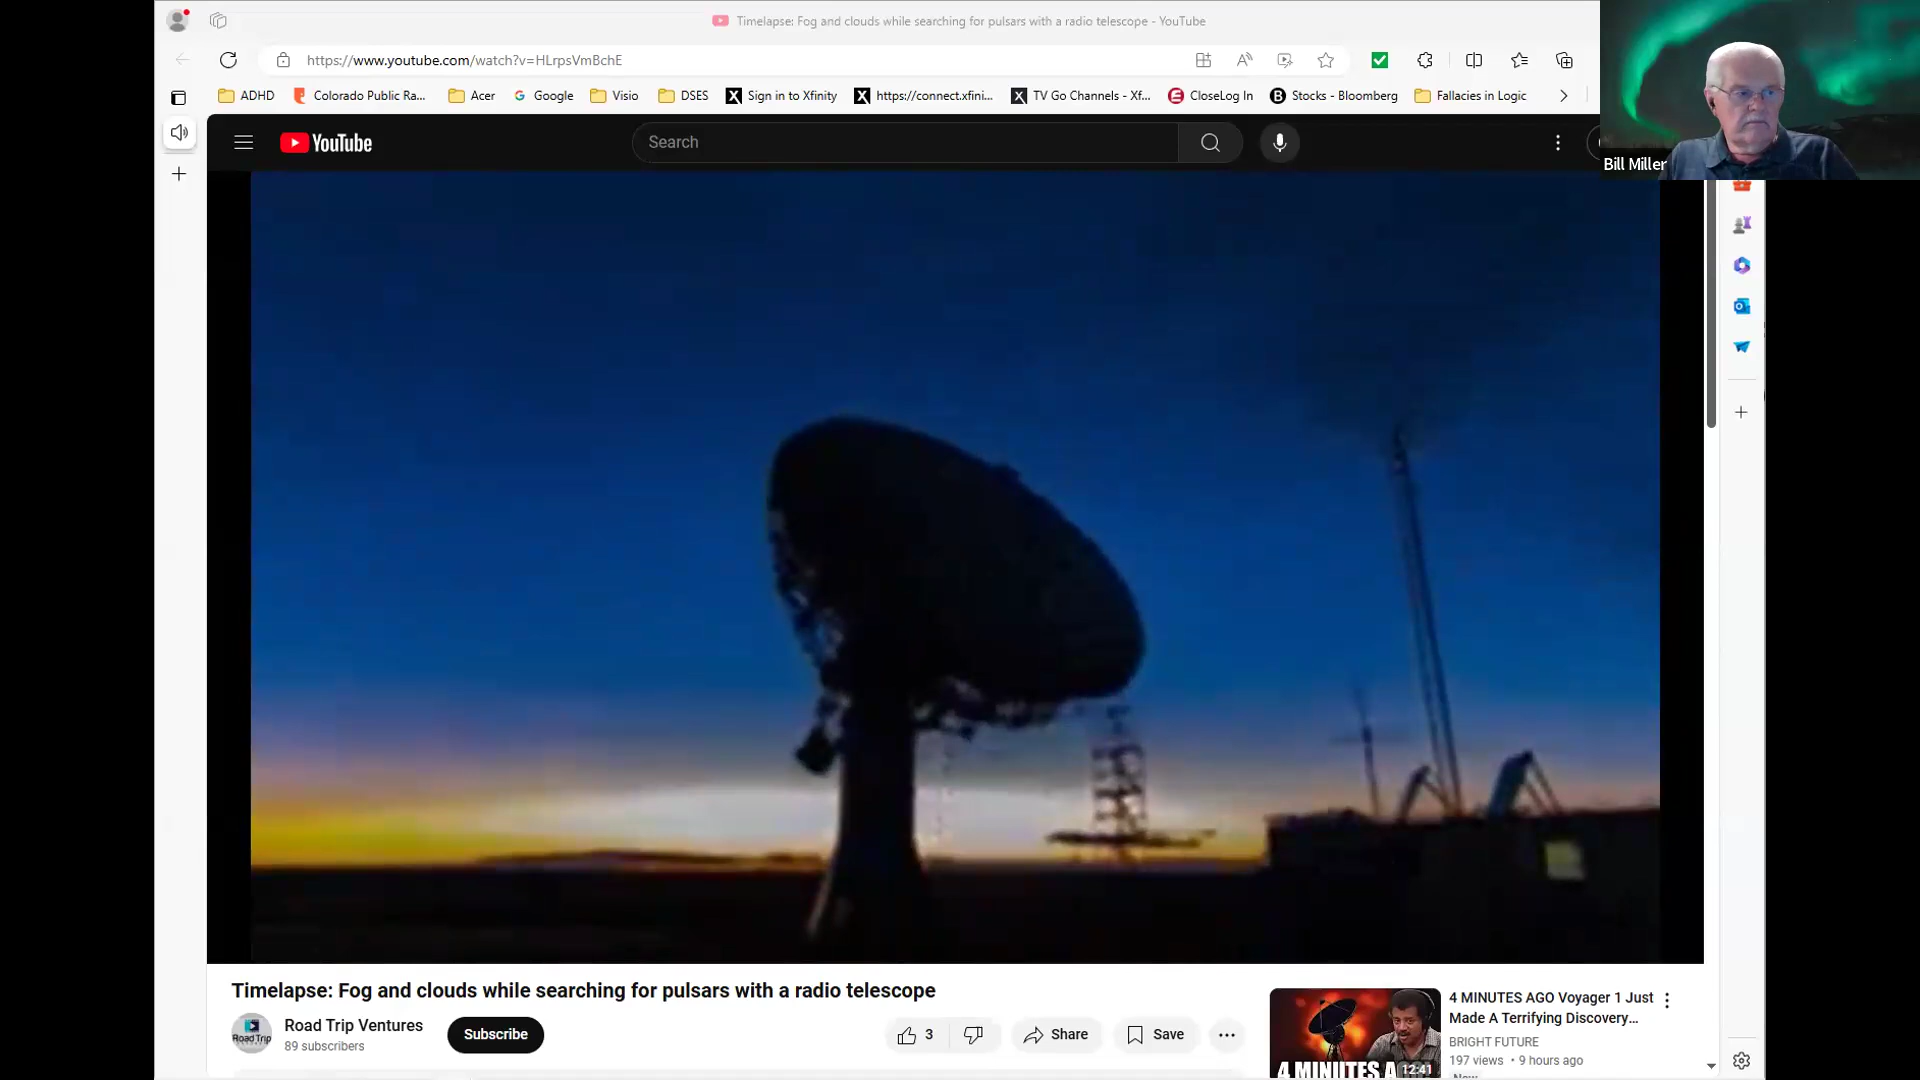 Timelapse: Fog and clouds while searching for pulsars with a radio telescope - YouTube
https://www.youtube.com/watch?v=HLrpsVmBchE
ADHD
Colorado Public Ra...
Acer
Google
Visio
DSES
Sign in to Xfinity
https://connect.xfini...
TV Go Channels - Xf...
CloseLog In
Stocks - Bloomberg
Fallacies in Logic
Bill Miller
YouTube
Search
Timelapse: Fog and clouds while searching for pulsars with a radio telescope
Road Trip
Road Trip Ventures
89 subscribers
Subscribe
3
Share
Save
4 MINUTES AGO Voyager 1 Just
Made A Terrifying Discovery...
BRIGHT FUTURE
197 views • 9 hours ago
4 MINUTES A
12:41